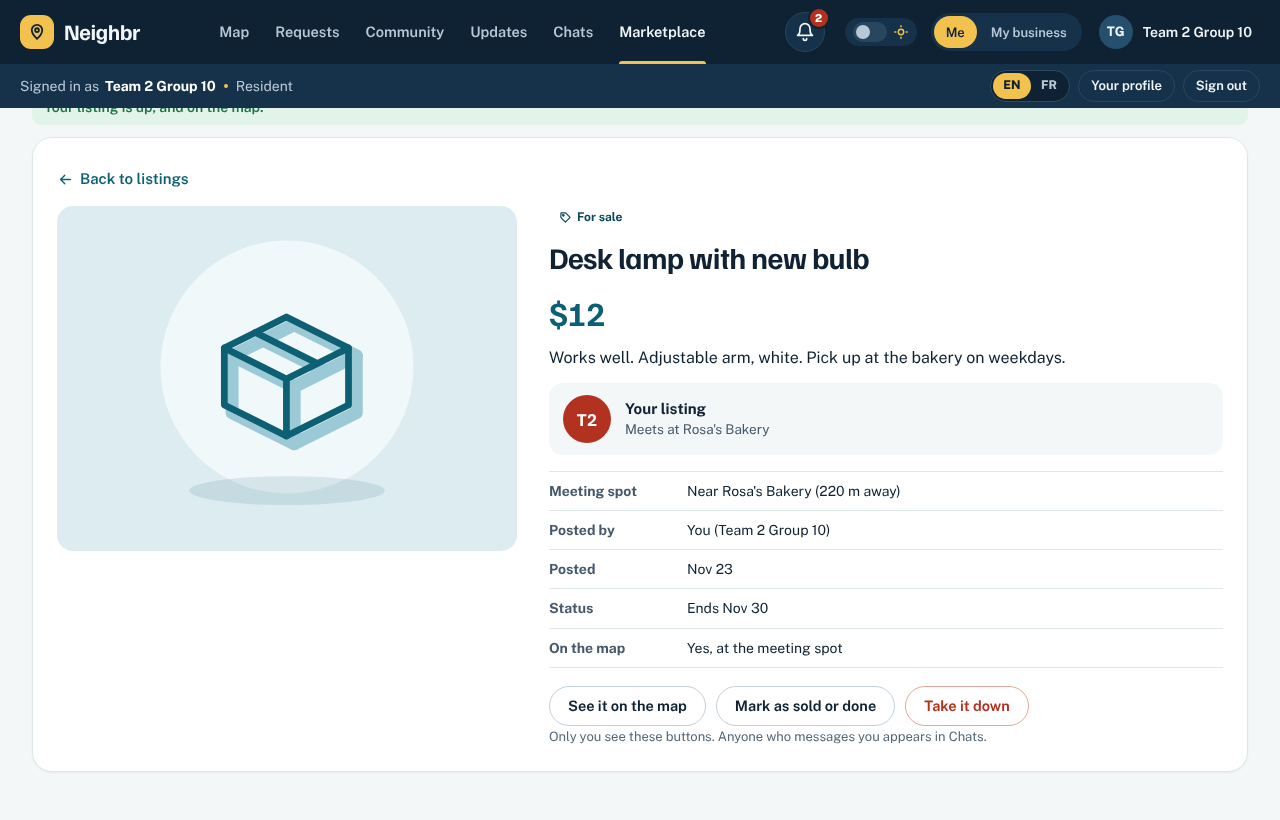 Neighbr
Map
Requests
Community
Updates
Chats
Marketplace
2
Me
My business
TG
Team 2 Group 10
Signed in as Team 2 Group 10 • Resident
EN
FR
Your profile
Sign out
Your listing is up, and on the map.
← Back to listings
For sale
Desk lamp with new bulb
$12
Works well. Adjustable arm, white. Pick up at the bakery on weekdays.
T2
Your listing
Meets at Rosa's Bakery
Meeting spot Near Rosa's Bakery (220 m away)
Posted by You (Team 2 Group 10)
Posted Nov 23
Status Ends Nov 30
On the map Yes, at the meeting spot
See it on the map
Mark as sold or done
Take it down
Only you see these buttons. Anyone who messages you appears in Chats.